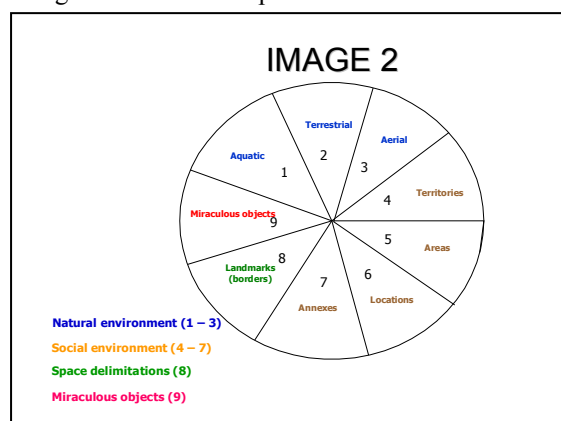 IMAGE 2
Terrestrial
2
Aerial
3
Aquatic
1
Territories
4
Miraculous objects
9
Areas
5
Landmarks
(borders)
8
Annexes
7
Locations
6
Natural environment (1 – 3)
Social environment (4 – 7)
Space delimitations (8)
Miraculous objects (9)